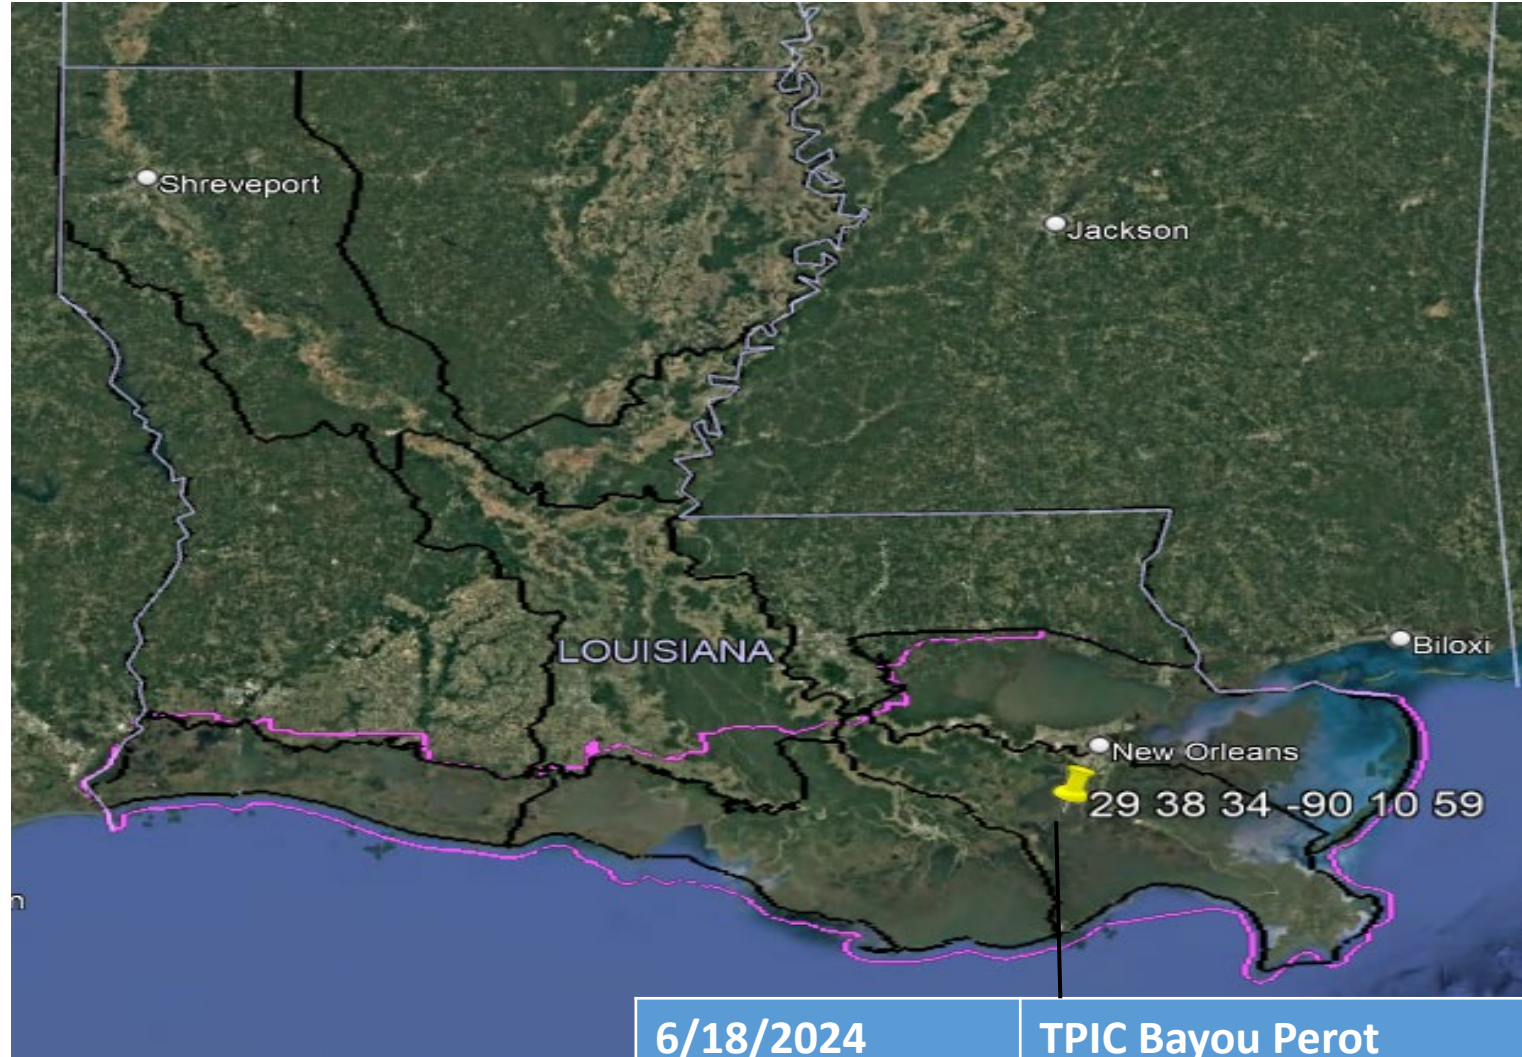 Shreveport
Jackson
LOUISIANA
Biloxi
New Orleans
29 38 34 -90 10 59
n
6/18/2024
TPIC Bayou Perot